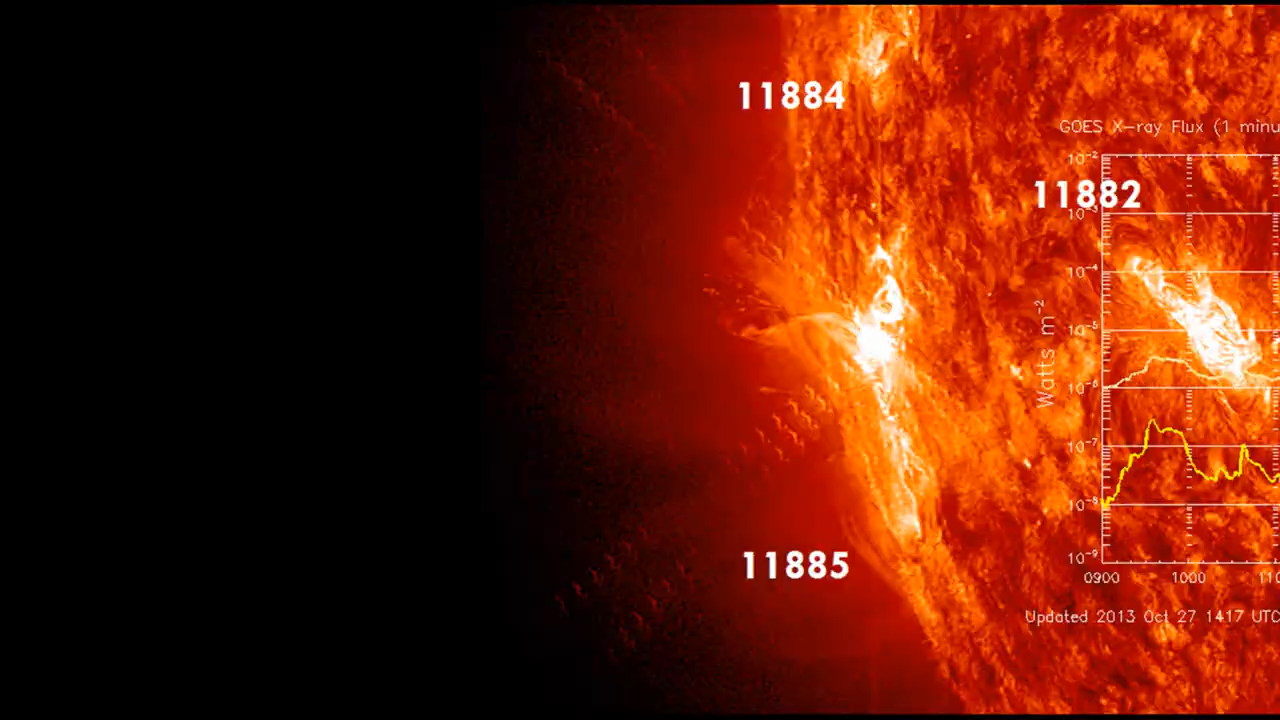 11884
GOES X-ray Flux (1 minu
10-2
11882
10-3
10-4
Watts m-2
10-5
10-6
10-7
10-8
11885
10-9
0900 1000 110
Updated 2013 Oct 27 1417 UTC